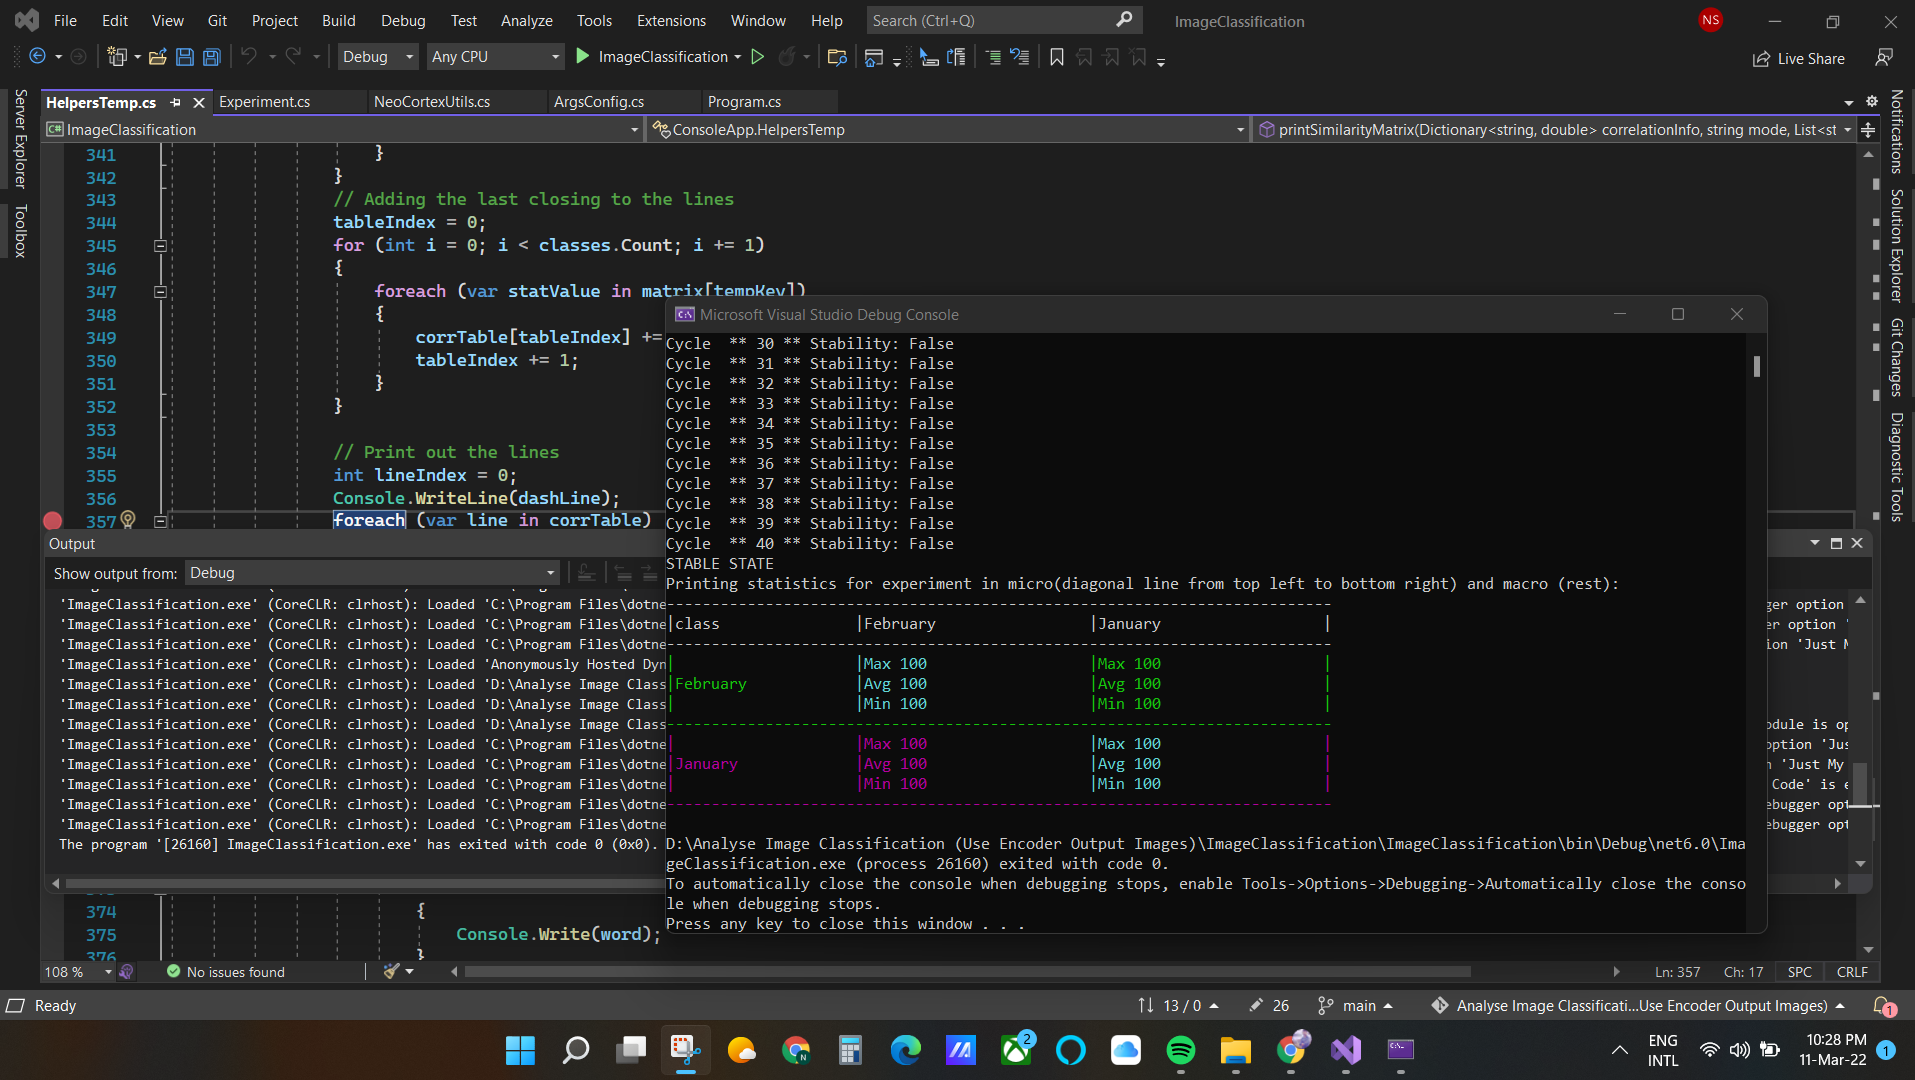 File Edit View Git Project Build Debug Test Analyze Tools Extensions Window Help Search (Ctrl+Q) ImageClassification NS
Debug Any CPU ImageClassification Live Share
HelpersTemp.cs Experiment.cs NeoCortexUtils.cs ArgsConfig.cs Program.cs
ImageClassification ConsoleApp.HelpersTemp printSimilarityMatrix(Dictionary<string, double> correlationInfo, string mode, List<st
Server Explorer
Toolbox
Notifications
Solution Explorer
Git Changes
Diagnostic Tools
341 }
342 }
343 // Adding the last closing to the lines
344 tableIndex = 0;
345 for (int i = 0; i < classes.Count; i += 1)
346 {
347 foreach (var statValue in matrix[tempKey])
348 {
349 corrTable[tableIndex] +=
350 tableIndex += 1;
351 }
352 }
353
354 // Print out the lines
355 int lineIndex = 0;
356 Console.WriteLine(dashLine);
357 foreach (var line in corrTable)
Output
Show output from: Debug
'ImageClassification.exe' (CoreCLR: clrhost): Loaded 'C:\Program Files\dotne
'ImageClassification.exe' (CoreCLR: clrhost): Loaded 'C:\Program Files\dotne
'ImageClassification.exe' (CoreCLR: clrhost): Loaded 'C:\Program Files\dotne
'ImageClassification.exe' (CoreCLR: clrhost): Loaded 'Anonymously Hosted Dyn
'ImageClassification.exe' (CoreCLR: clrhost): Loaded 'D:\Analyse Image Class
'ImageClassification.exe' (CoreCLR: clrhost): Loaded 'D:\Analyse Image Class
'ImageClassification.exe' (CoreCLR: clrhost): Loaded 'D:\Analyse Image Class
'ImageClassification.exe' (CoreCLR: clrhost): Loaded 'C:\Program Files\dotne
'ImageClassification.exe' (CoreCLR: clrhost): Loaded 'C:\Program Files\dotne
'ImageClassification.exe' (CoreCLR: clrhost): Loaded 'C:\Program Files\dotne
'ImageClassification.exe' (CoreCLR: clrhost): Loaded 'C:\Program Files\dotne
'ImageClassification.exe' (CoreCLR: clrhost): Loaded 'C:\Program Files\dotne
The program '[26160] ImageClassification.exe' has exited with code 0 (0x0).
ger option
er option '
ion 'Just M
odule is op
option 'Jus
n 'Just My
Code' is e
ebugger opt
ebugger opt
Microsoft Visual Studio Debug Console
Cycle ** 30 ** Stability: False
Cycle ** 31 ** Stability: False
Cycle ** 32 ** Stability: False
Cycle ** 33 ** Stability: False
Cycle ** 34 ** Stability: False
Cycle ** 35 ** Stability: False
Cycle ** 36 ** Stability: False
Cycle ** 37 ** Stability: False
Cycle ** 38 ** Stability: False
Cycle ** 39 ** Stability: False
Cycle ** 40 ** Stability: False
STABLE STATE
Printing statistics for experiment in micro(diagonal line from top left to bottom right) and macro (rest):
--------------------------------------------------------------------------
|class |February |January |
--------------------------------------------------------------------------
| |Max 100 |Max 100 |
|February |Avg 100 |Avg 100 |
| |Min 100 |Min 100 |
--------------------------------------------------------------------------
| |Max 100 |Max 100 |
|January |Avg 100 |Avg 100 |
| |Min 100 |Min 100 |
--------------------------------------------------------------------------
D:\Analyse Image Classification (Use Encoder Output Images)\ImageClassification\ImageClassification\bin\Debug\net6.0\Ima
geClassification.exe (process 26160) exited with code 0.
To automatically close the console when debugging stops, enable Tools->Options->Debugging->Automatically close the conso
le when debugging stops.
Press any key to close this window . . .
374 {
375 Console.Write(word);
376 }
108 % No issues found Ln: 357 Ch: 17 SPC CRLF
Ready 13 / 0 26 main Analyse Image Classificati...Use Encoder Output Images) 1
2
ENG
INTL
10:28 PM
11-Mar-22
1